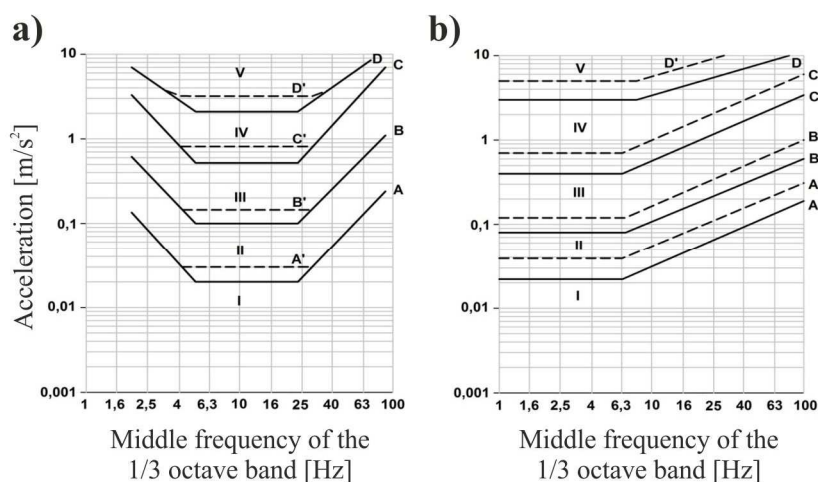 a)
Acceleration [m/s²]
10
1
0,1
0,01
0,001
V
D
D'
C
IV
C'
B
III
B'
A
II
A'
I
1 1,6 2,5 4 6,3 10 16 25 40 63 100
Middle frequency of the
1/3 octave band [Hz]
b)
10
1
0,1
0,01
0,001
D'
V
D
C
IV
C
B
III
B
A
II
A
I
1 1,6 2,5 4 6,3 10 16 25 40 63 100
Middle frequency of the
1/3 octave band [Hz]